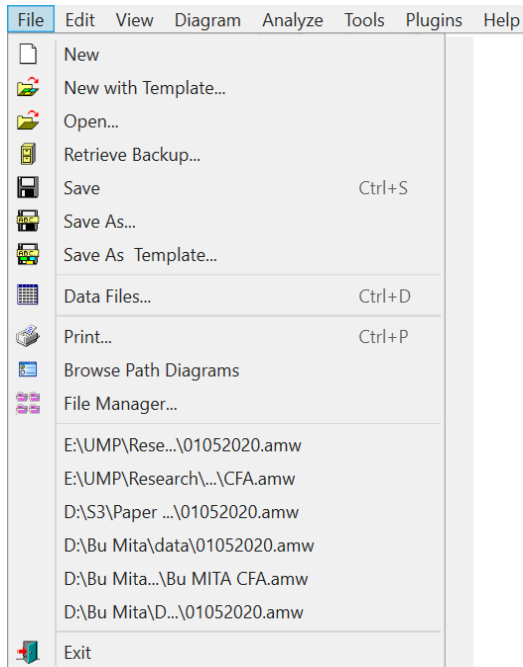 File Edit View Diagram Analyze Tools Plugins Help
New
New with Template...
Open...
Retrieve Backup...
Save Ctrl+S
Save As...
Save As Template...
Data Files... Ctrl+D
Print... Ctrl+P
Browse Path Diagrams
File Manager...
E:\UMP\Rese...\01052020.amw
E:\UMP\Research\...\CFA.amw
D:\S3\Paper ...\01052020.amw
D:\Bu Mita\data\01052020.amw
D:\Bu Mita...\Bu MITA CFA.amw
D:\Bu Mita\D...\01052020.amw
Exit